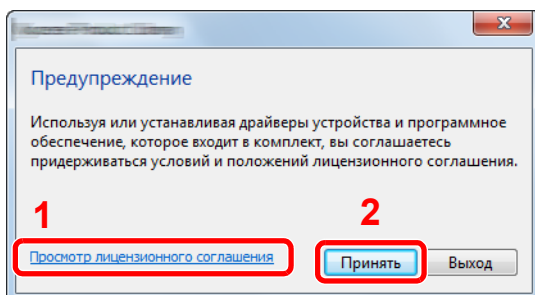 Предупреждение
Используя или устанавливая драйверы устройства и программное
обеспечение, которое входит в комплект, вы соглашаетесь
придерживаться условий и положений лицензионного соглашения.
1
2
Просмотр лицензионного соглашения
Принять
Выход